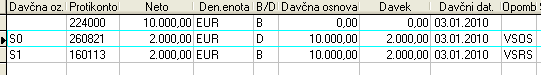 Davčna oz. Protikonto Neto Den.enota B/D Davčna osnova Davek Davčni dat. Opomb
224000 10.000,00 EUR B 0,00 0,00 03.01.2010
S0 260821 2.000,00 EUR D 10.000,00 2.000,00 03.01.2010 VSOS
S1 160113 2.000,00 EUR B 10.000,00 2.000,00 03.01.2010 VSRS